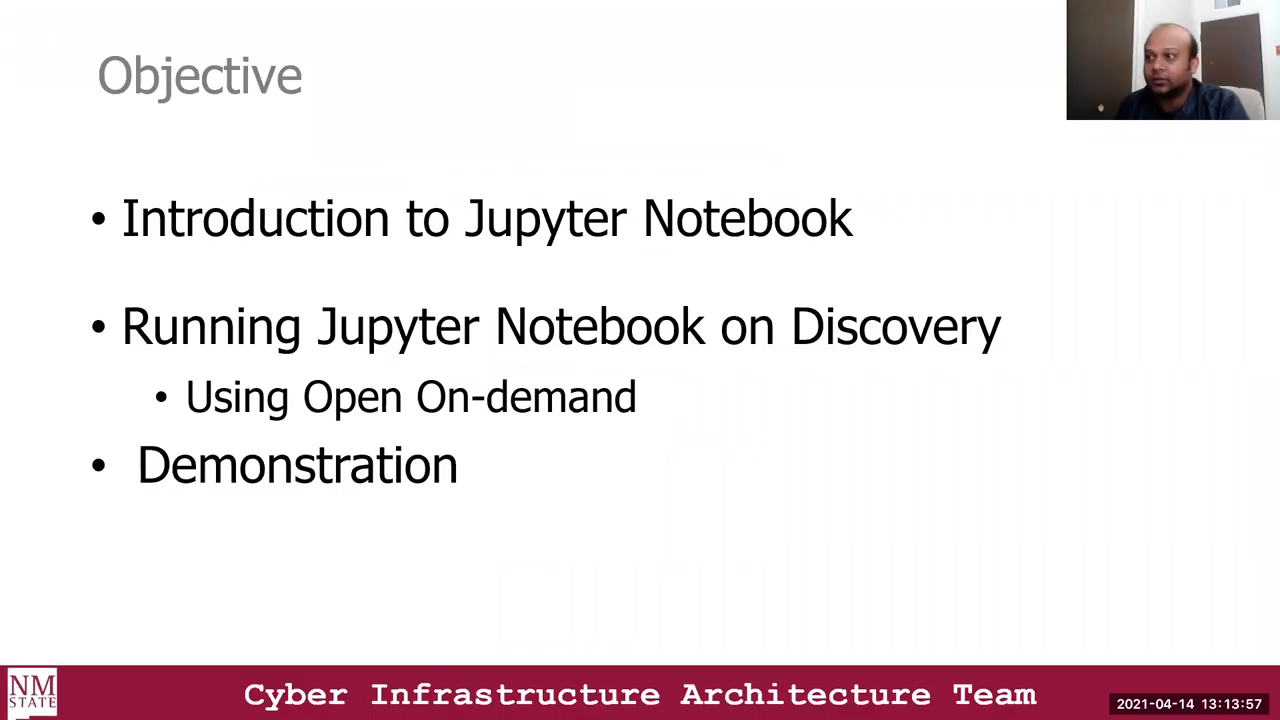 Objective
• Introduction to Jupyter Notebook
• Running Jupyter Notebook on Discovery
• Using Open On-demand
• Demonstration
NM
STATE
Cyber Infrastructure Architecture Team
2021-04-14 13:13:57